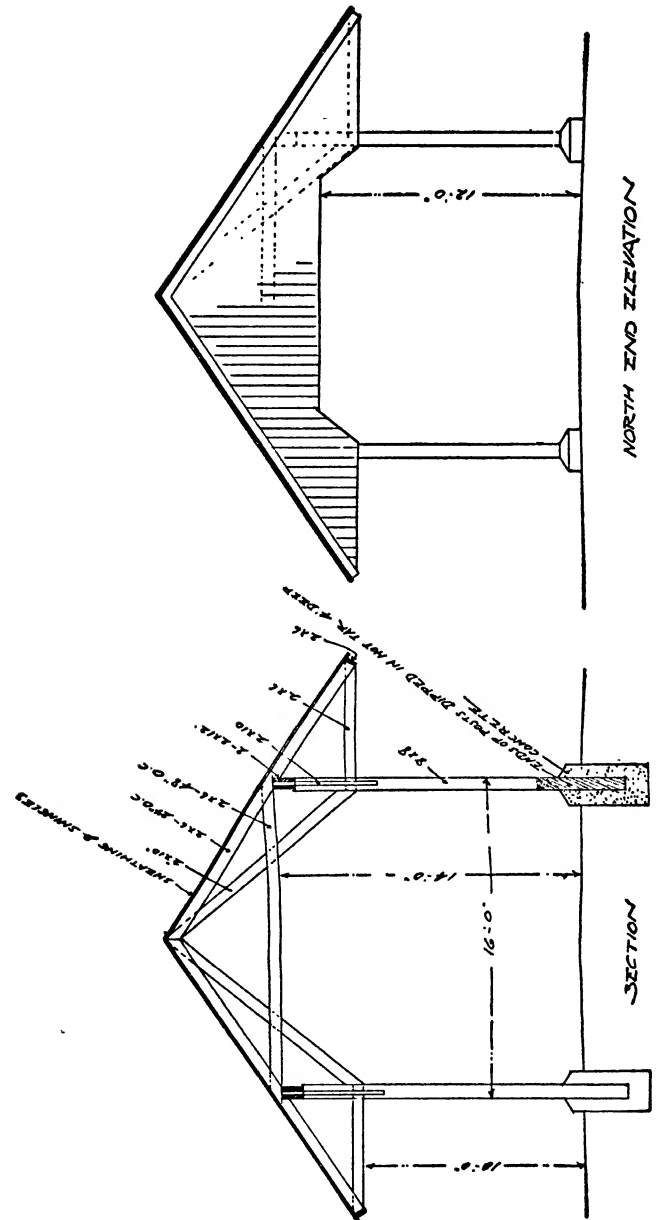 12'-0"
NORTH END ELEVATION
SHEATHING & SHINGLES
2X10"
2X6-24" O.C
2X6-48" O.C
2-2X12"
2X10
2X6
2X6
ENDS OF POSTS DIPPED IN HOT TAR 4' DEEP
CONCRETE
8X8
14'-0"
16'-0"
10'-0"
SECTION